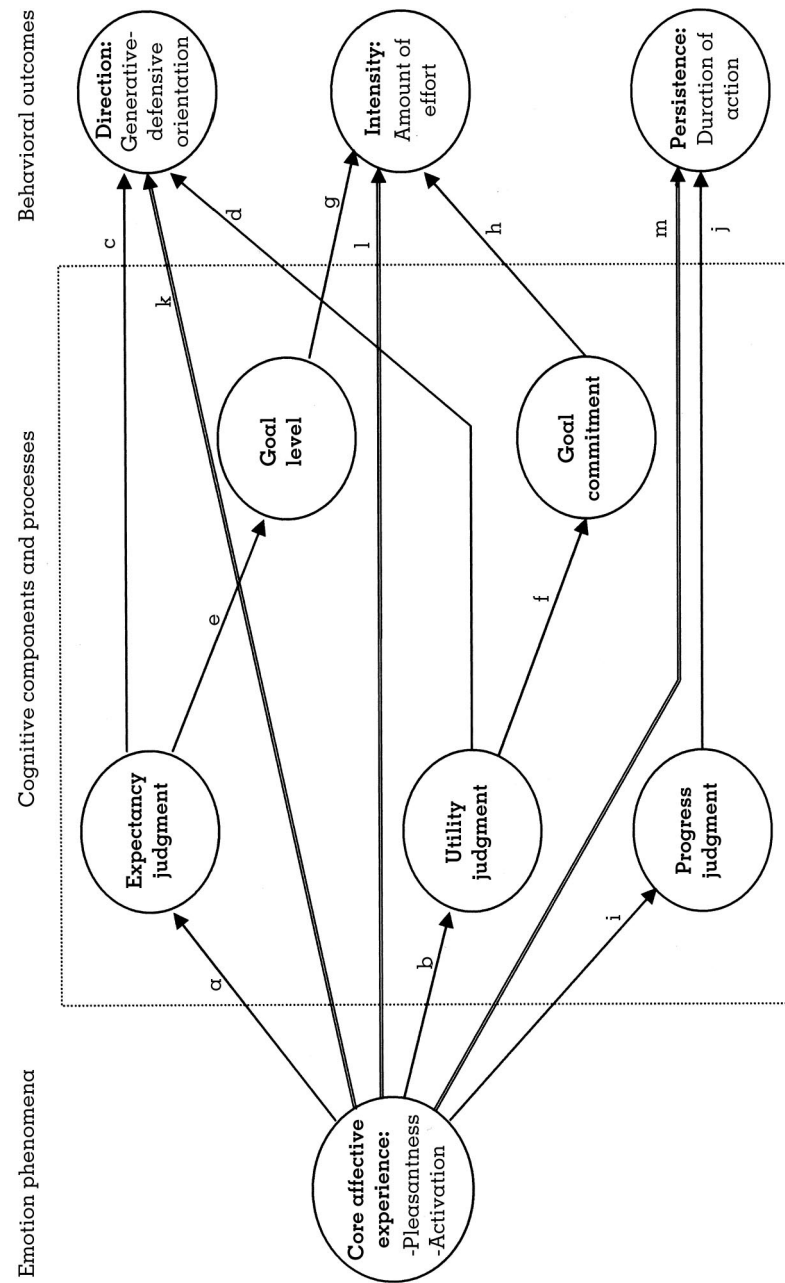 Emotion phenomena
Cognitive components and processes
Behavioral outcomes
Core affective
experience:
-Pleasantness
-Activation
a
b
i
Expectancy
judgment
Utility
judgment
Progress
judgment
e
f
Goal
level
Goal
commitment
k
c
d
g
l
h
m
j
Direction:
Generative-
defensive
orientation
Intensity:
Amount of
effort
Persistence:
Duration of
action